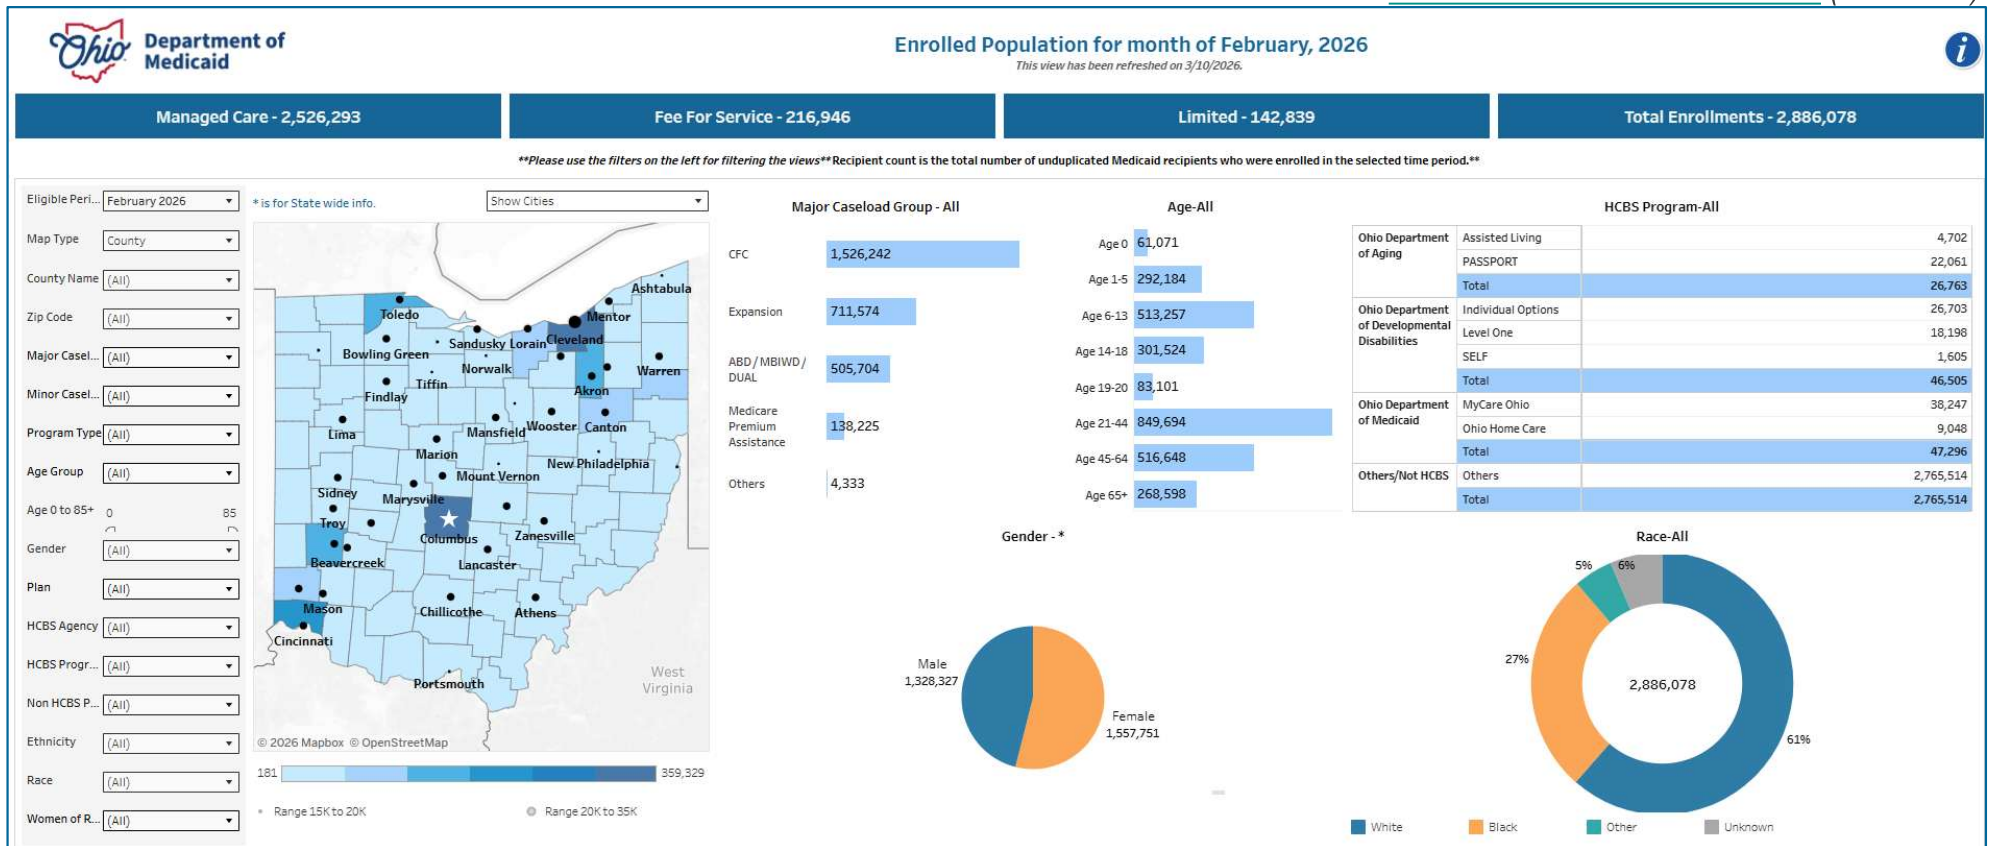 Ohio
Department of
Medicaid
Enrolled Population for month of February, 2026
This view has been refreshed on 3/10/2026.
i
Managed Care - 2,526,293
Fee For Service - 216,946
Limited - 142,839
Total Enrollments - 2,886,078
**Please use the filters on the left for filtering the views** Recipient count is the total number of unduplicated Medicaid recipients who were enrolled in the selected time period.**
Eligible Peri... February 2026
Map Type County
County Name (All)
Zip Code (All)
Major Casel... (All)
Minor Casel... (All)
Program Type (All)
Age Group (All)
Age 0 to 85+ 0 85
Gender (All)
Plan (All)
HCBS Agency (All)
HCBS Progr... (All)
Non HCBS P... (All)
Ethnicity (All)
Race (All)
Women of R... (All)
* is for State wide info.
Show Cities
Ashtabula
Mentor
Toledo
Cleveland
Sandusky Lorain
Bowling Green
Norwalk
Warren
Tiffin
Akron
Findlay
Wooster
Canton
Lima
Mansfield
Marion
New Philadelphia
Mount Vernon
Sidney
Marysville
Troy
Columbus
Zanesville
Beavercreek
Lancaster
Mason
Chillicothe
Athens
Cincinnati
West
Virginia
Portsmouth
© 2026 Mapbox © OpenStreetMap
181 359,329
Range 15K to 20K
Range 20K to 35K
Major Caseload Group - All
CFC 1,526,242
Expansion 711,574
ABD / MBIWD /
DUAL
505,704
Medicare
Premium
Assistance
138,225
Others 4,333
Age-All
Age 0 61,071
Age 1-5 292,184
Age 6-13 513,257
Age 14-18 301,524
Age 19-20 83,101
Age 21-44 849,694
Age 45-64 516,648
Age 65+ 268,598
HCBS Program-All
Ohio Department
of Aging
Assisted Living 4,702
PASSPORT 22,061
Total 26,763
Ohio Department
of Developmental
Disabilities
Individual Options 26,703
Level One 18,198
SELF 1,605
Total 46,505
Ohio Department
of Medicaid
MyCare Ohio 38,247
Ohio Home Care 9,048
Total 47,296
Others/Not HCBS
Others 2,765,514
Total 2,765,514
Gender - *
Male
1,328,327
Female
1,557,751
Race-All
5%
6%
27%
2,886,078
61%
White
Black
Other
Unknown